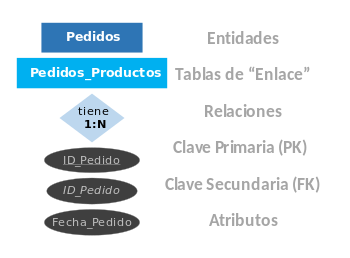 Pedidos
Entidades
Pedidos_Productos
Tablas de “Enlace”
tiene
1:N
Relaciones
ID_Pedido
Clave Primaria (PK)
ID_Pedido
Clave Secundaria (FK)
Fecha_Pedido
Atributos